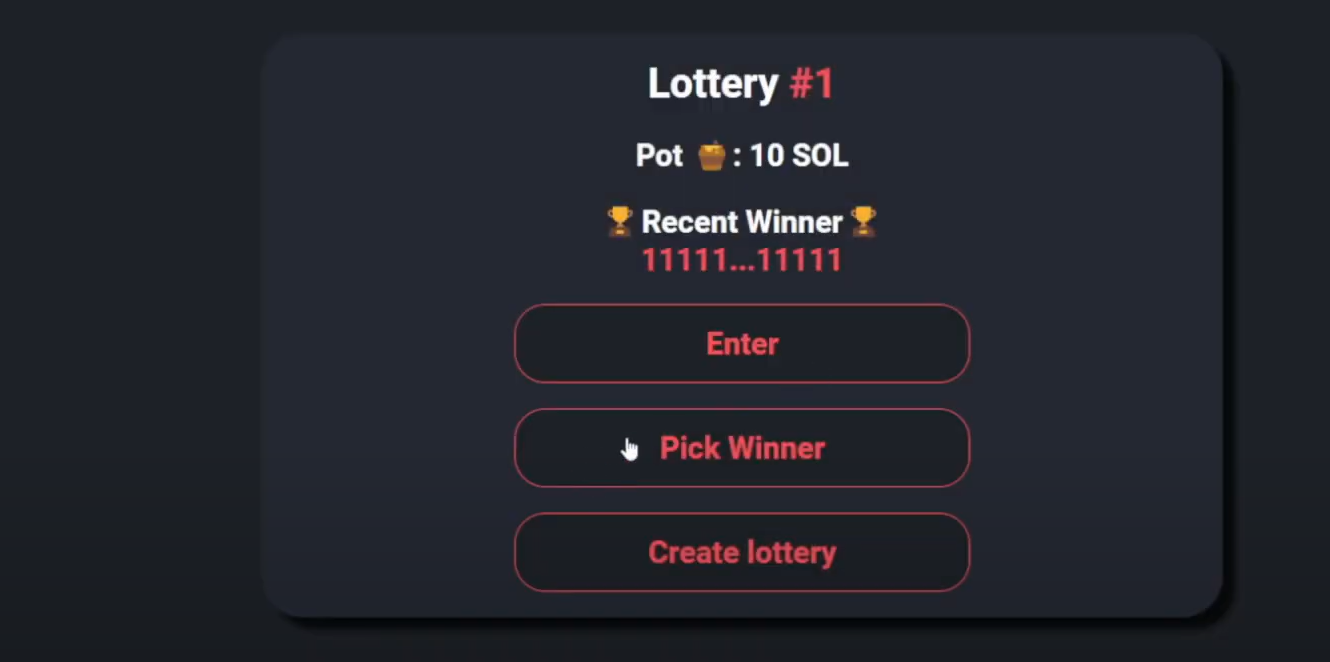 Lottery #1
Pot 🍯: 10 SOL
🏆 Recent Winner 🏆
11111...11111
Enter
Pick Winner
Create lottery